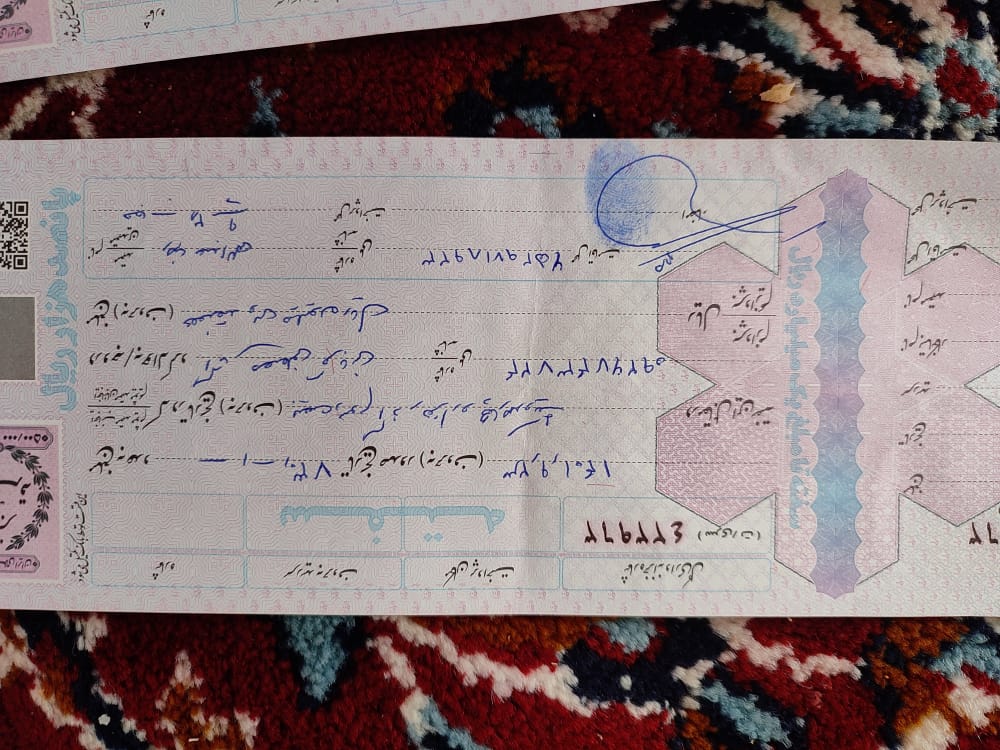 شماره
سررسید به حروف
مکان پرداخت
شماره خزانه داری کل
سفته
٤٢٣٩٦٣ (سری/ت)
مبلغ به عدد ۷۳۰/۰۰۰/۰۰۰ تاریخ صدور (به حروف) ۱۴۰۱٫۹٫۲۳
اینجانب متعهد میشوم
اینجانبان متعهد میشویم
که در تاریخ (به حروف) بیست و سوم آذر هزار و چهارصد و یک در مقابل این سفته
در وجه/به حواله کرد مصطفی قربانی شماره ملی شناسه ۰۹۲۶۷۴۳۷۲۴ بپردازم
مبلغ (به حروف) هفتصد و سی میلیون ریال ریال بپردازیم
نام متعهد متعهدین رضا عبداللهی شماره ملی شناسه ۶۵۲۹۷۱۸۹۲۳ محل اقامت
محل پرداخت امضاء
سفته تا مبلغ یک میلیارد ریال
پانصد هزار ریال
۵۰۰/۰۰۰
مبلغ
تاریخ
سررسید
نام بستانکار
نام متعهد
محل اقامت
محل پرداخت
شماره